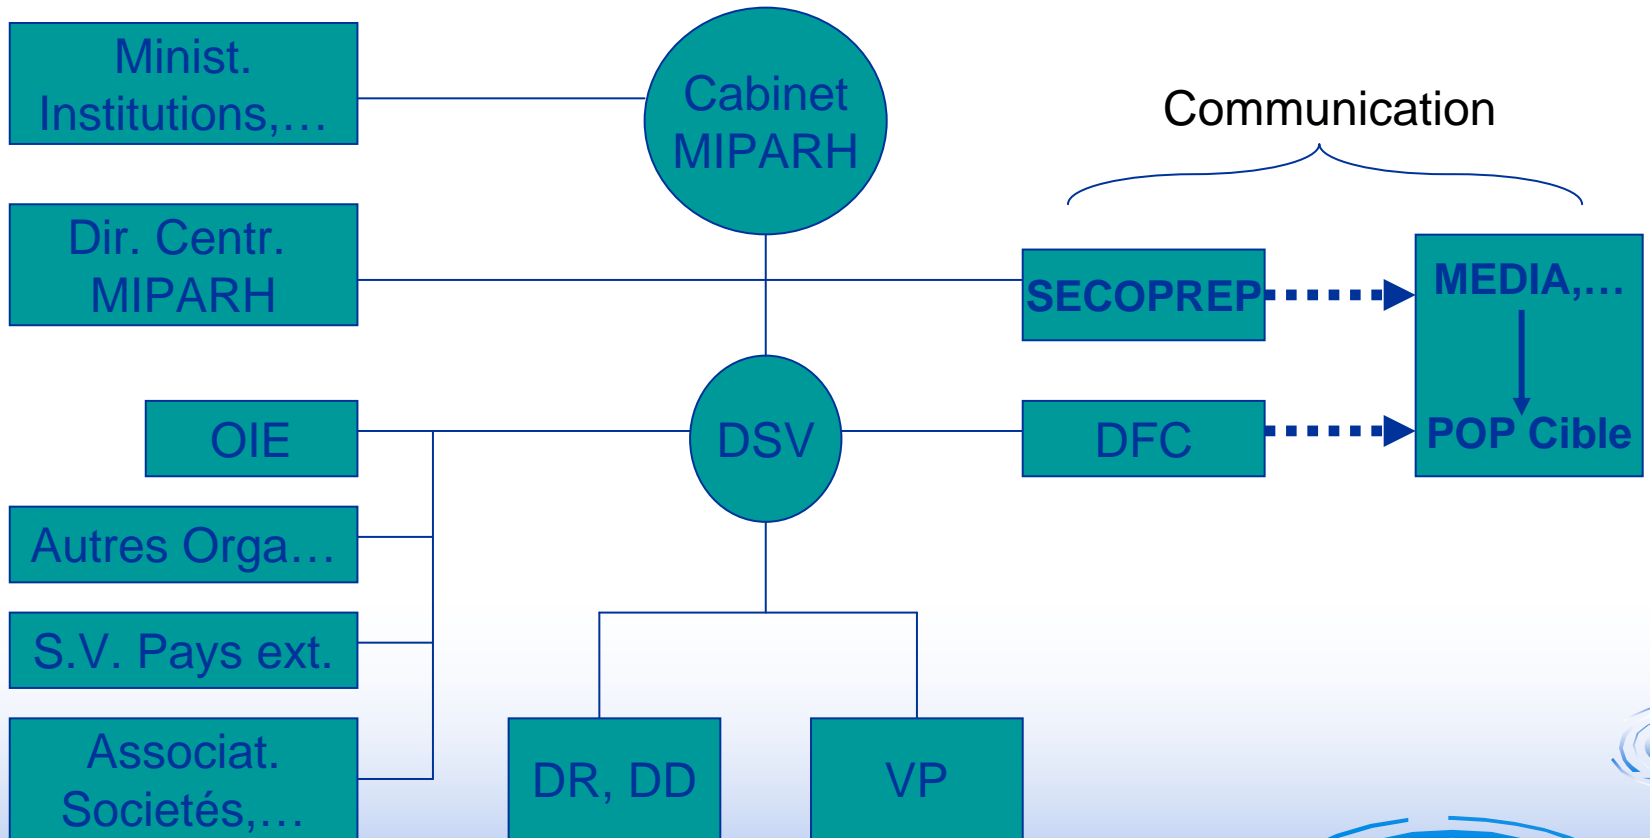 Minist.
Institutions,…
Cabinet
MIPARH
Communication
Dir. Centr.
MIPARH
SECOPREP
MEDIA,…
OIE
DSV
DFC
POP Cible
Autres Orga…
S.V. Pays ext.
Associat.
Societés,…
DR, DD
VP